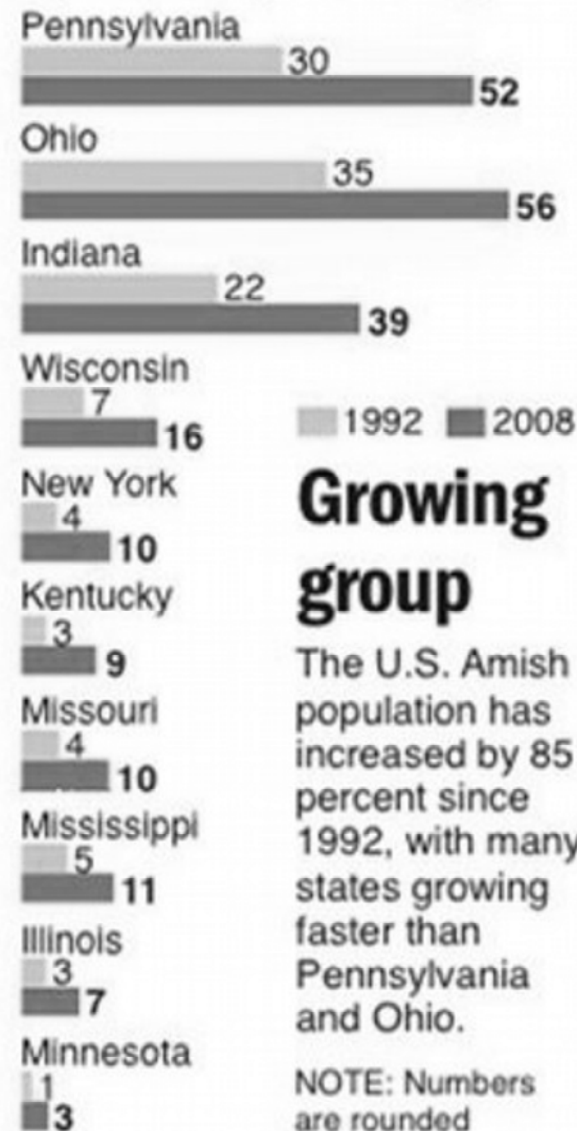 Pennsylvania
30
52
Ohio
35
56
Indiana
22
39
Wisconsin
7
16
1992 2008
New York
4
10
Growing
group
Kentucky
3
9
Missouri
4
10
Mississippi
5
11
Illinois
3
7
Minnesota
1
3
The U.S. Amish
population has
increased by 85
percent since
1992, with many
states growing
faster than
Pennsylvania
and Ohio.
NOTE: Numbers
are rounded